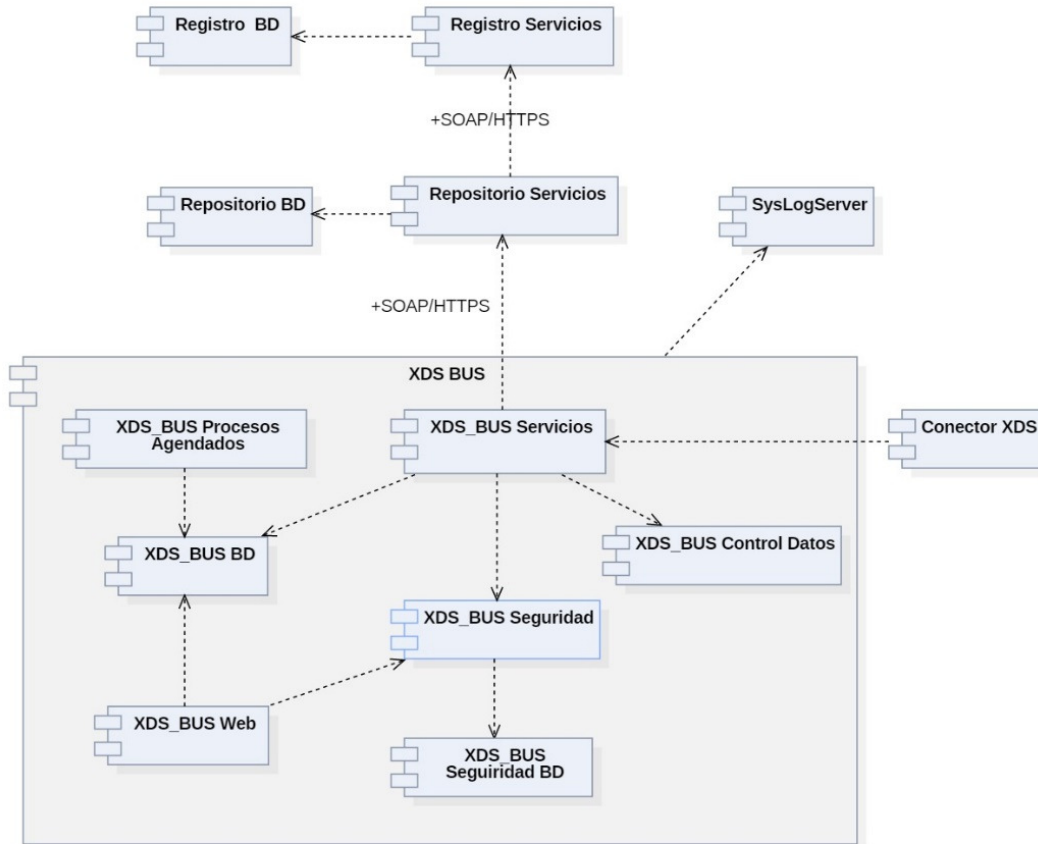 Registro  BD
Registro Servicios
+SOAP/HTTPS
Repositorio BD
Repositorio Servicios
SysLogServer
+SOAP/HTTPS
XDS BUS
XDS_BUS Procesos
Agendados
XDS_BUS Servicios
Conector XDS
XDS_BUS BD
XDS_BUS Control Datos
XDS_BUS Seguridad
XDS_BUS Web
XDS_BUS
Seguiridad BD